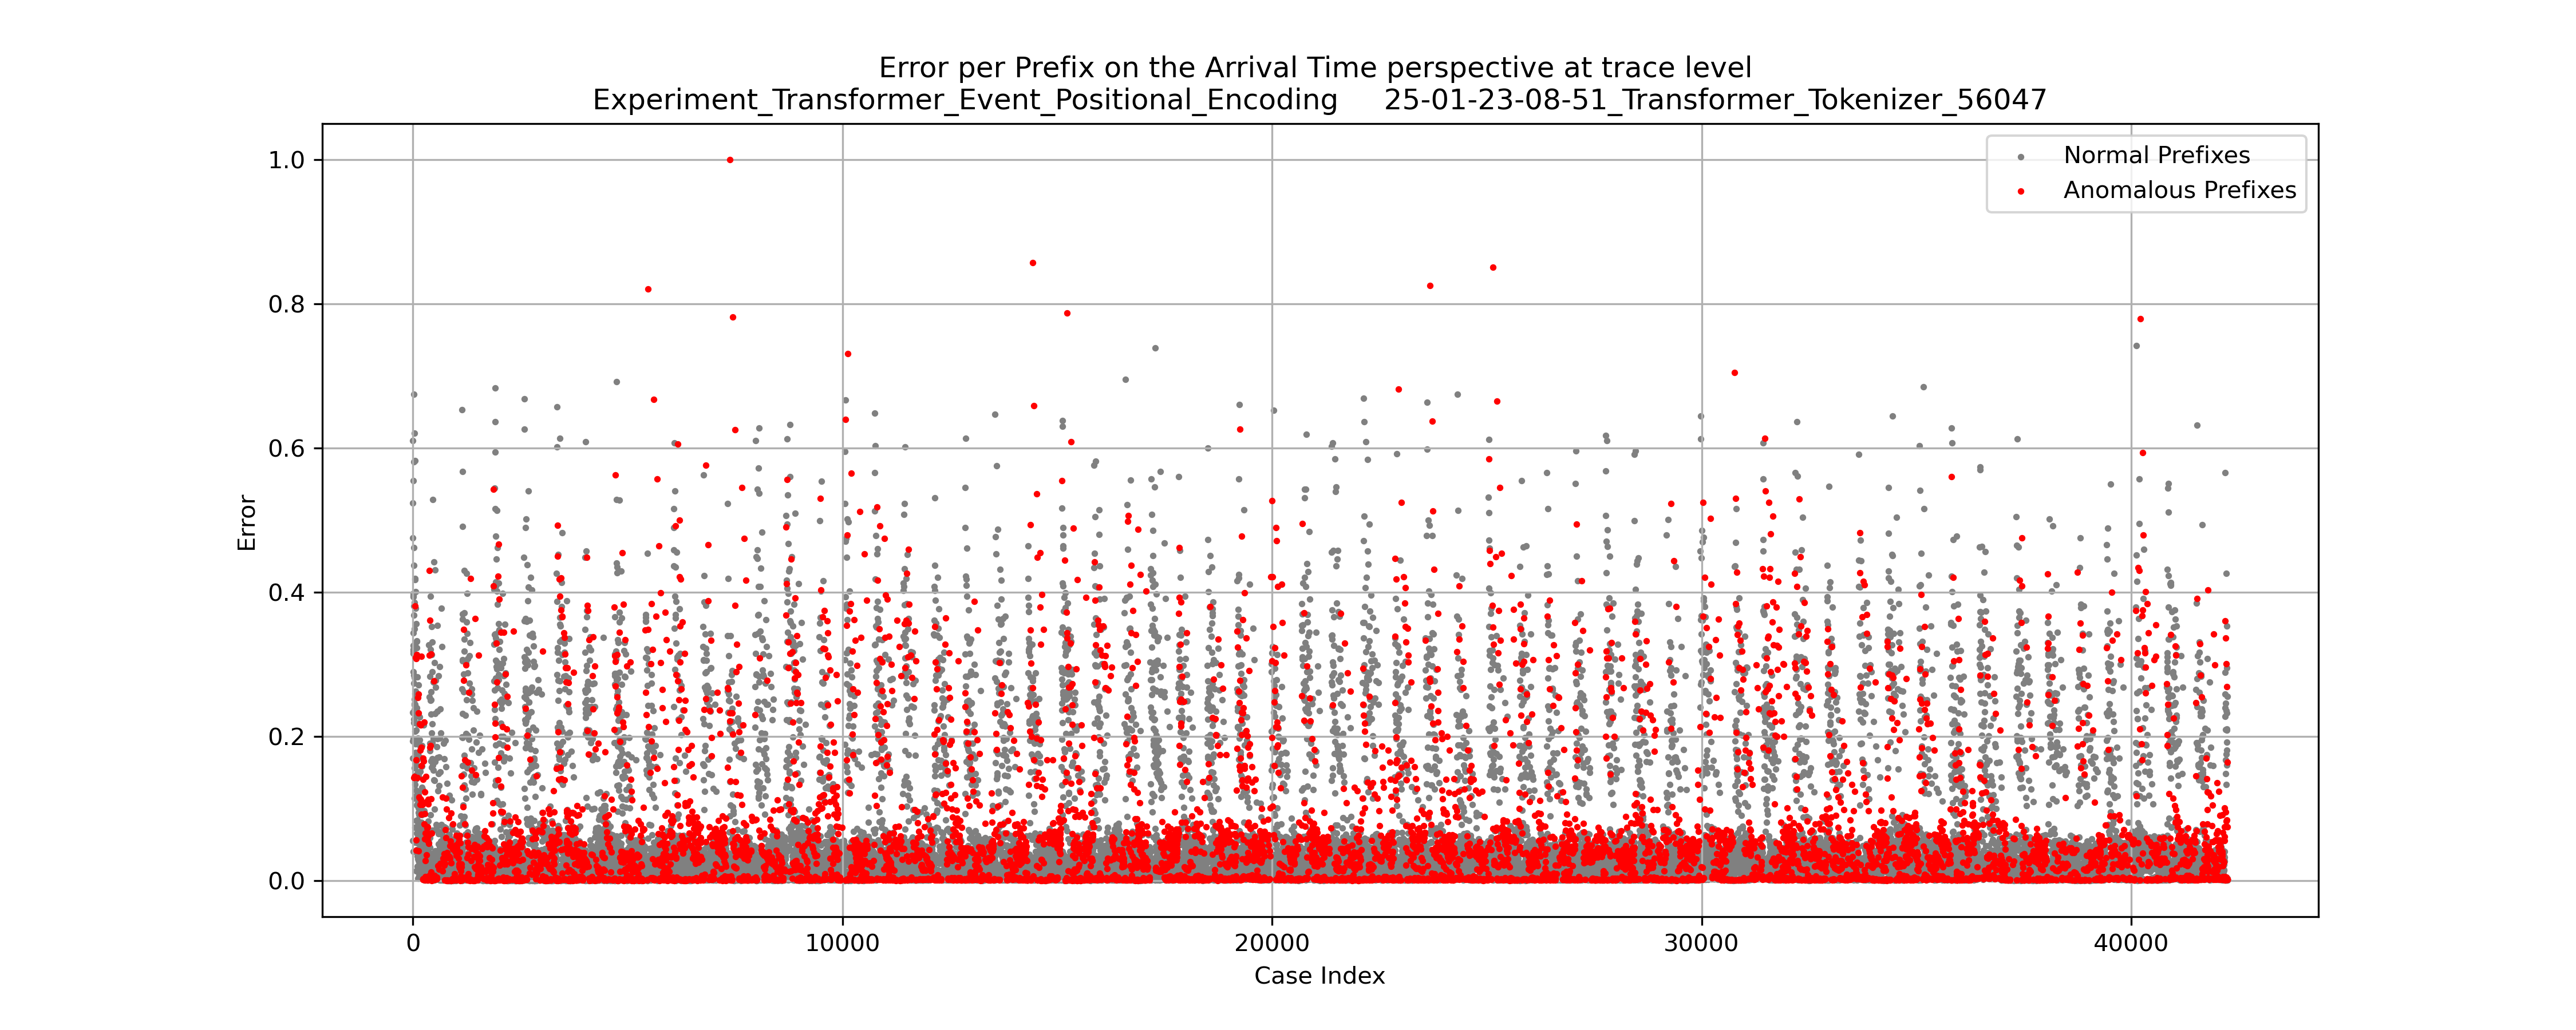 Error per Prefix on the Arrival Time perspective at trace level
Experiment_Transformer_Event_Positional_Encoding 25-01-23-08-51_Transformer_Tokenizer_56047
Normal Prefixes
Anomalous Prefixes
1.0
0.8
0.6
0.4
0.2
0.0
Error
0 10000 20000 30000 40000
Case Index